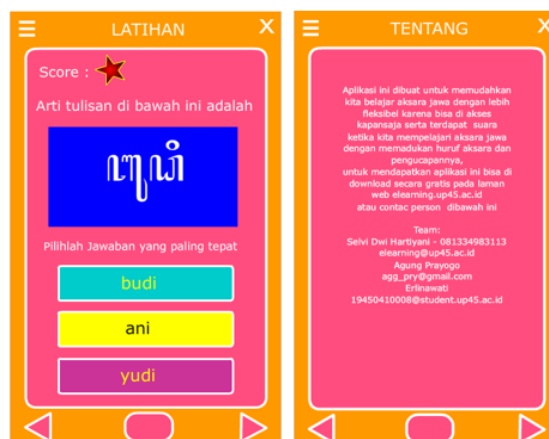 LATIHAN X
Score :
Arti tulisan di bawah ini adalah
Pilihlah Jawaban yang paling tepat
budi
ani
yudi
TENTANG X
Aplikasi ini dibuat untuk memudahkan
kita belajar aksara jawa dengan lebih
fleksibel karena bisa di akses
kapansaja serta terdapat suara
ketika kita mempelajari aksara jawa
dengan memadukan huruf aksara dan
pengucapannya,
untuk mendapatkan aplikasi ini bisa di
download secara gratis pada laman
web elearning.up45.ac.id
atau contac person dibawah ini
Team:
Selvi Dwi Hartiyani - 081334983113
elearning@up45.ac.id
Agung Prayogo
agg_pry@gmail.com
Erlinawati
19450410008@student.up45.ac.id